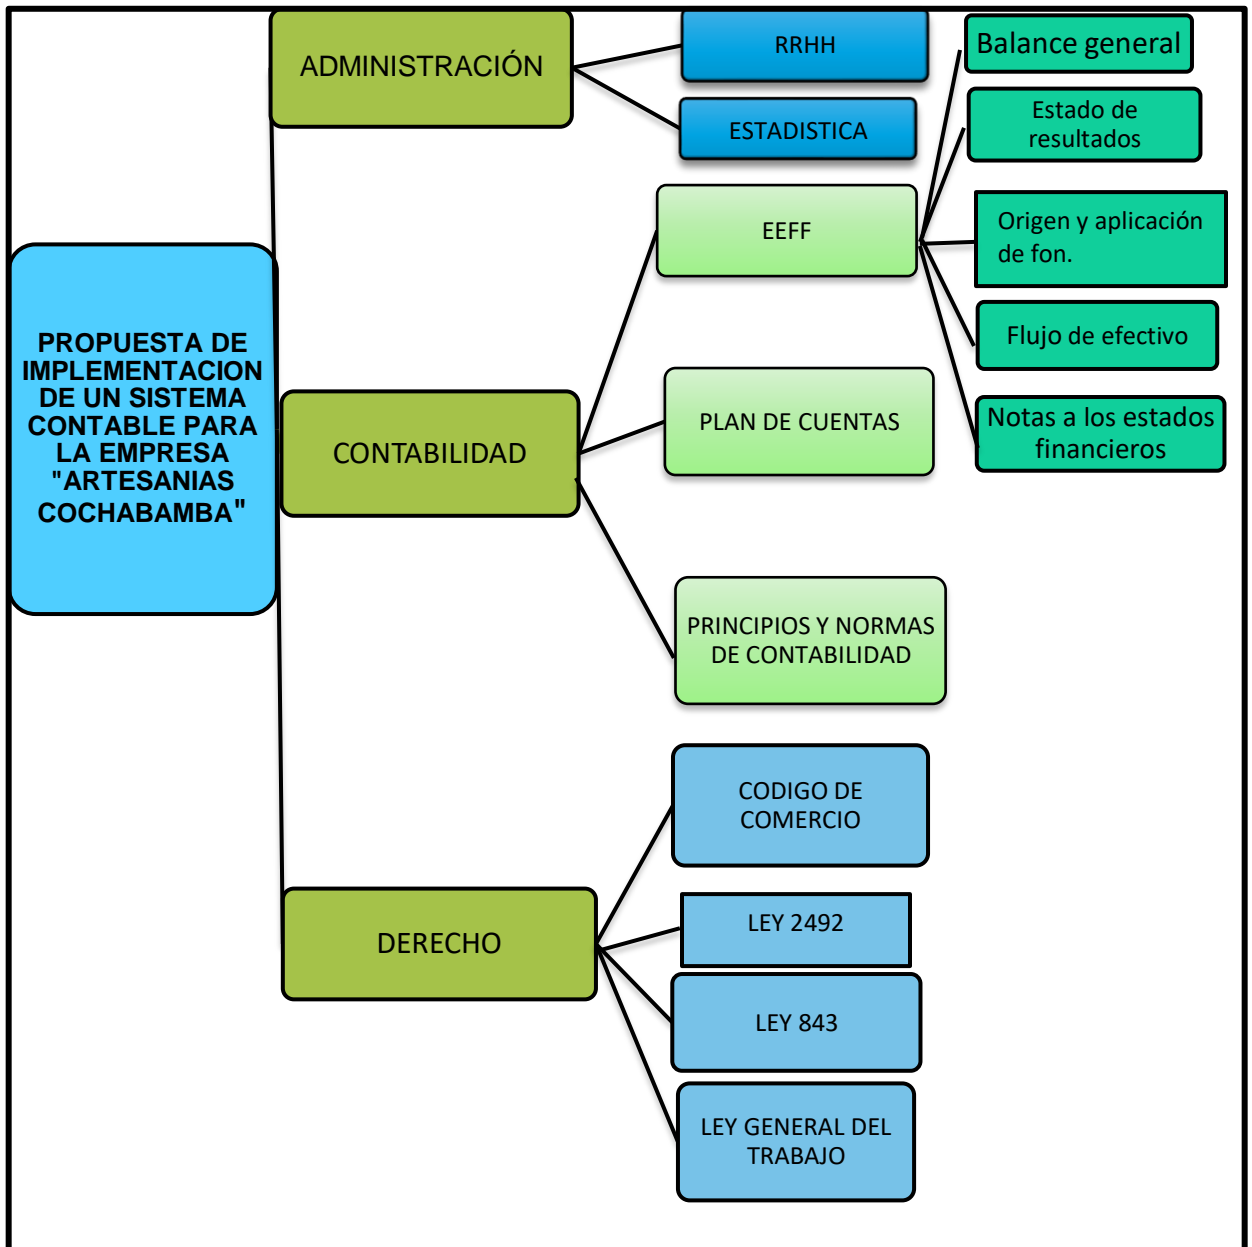 PROPUESTA DE
IMPLEMENTACION
DE UN SISTEMA
CONTABLE PARA
LA EMPRESA
"ARTESANIAS
COCHABAMBA"
ADMINISTRACIÓN
RRHH
ESTADISTICA
CONTABILIDAD
EEFF
Balance general
Estado de
resultados
Origen y aplicación
de fon.
Flujo de efectivo
Notas a los estados
financieros
PLAN DE CUENTAS
PRINCIPIOS Y NORMAS
DE CONTABILIDAD
DERECHO
CODIGO DE
COMERCIO
LEY 2492
LEY 843
LEY GENERAL DEL
TRABAJO